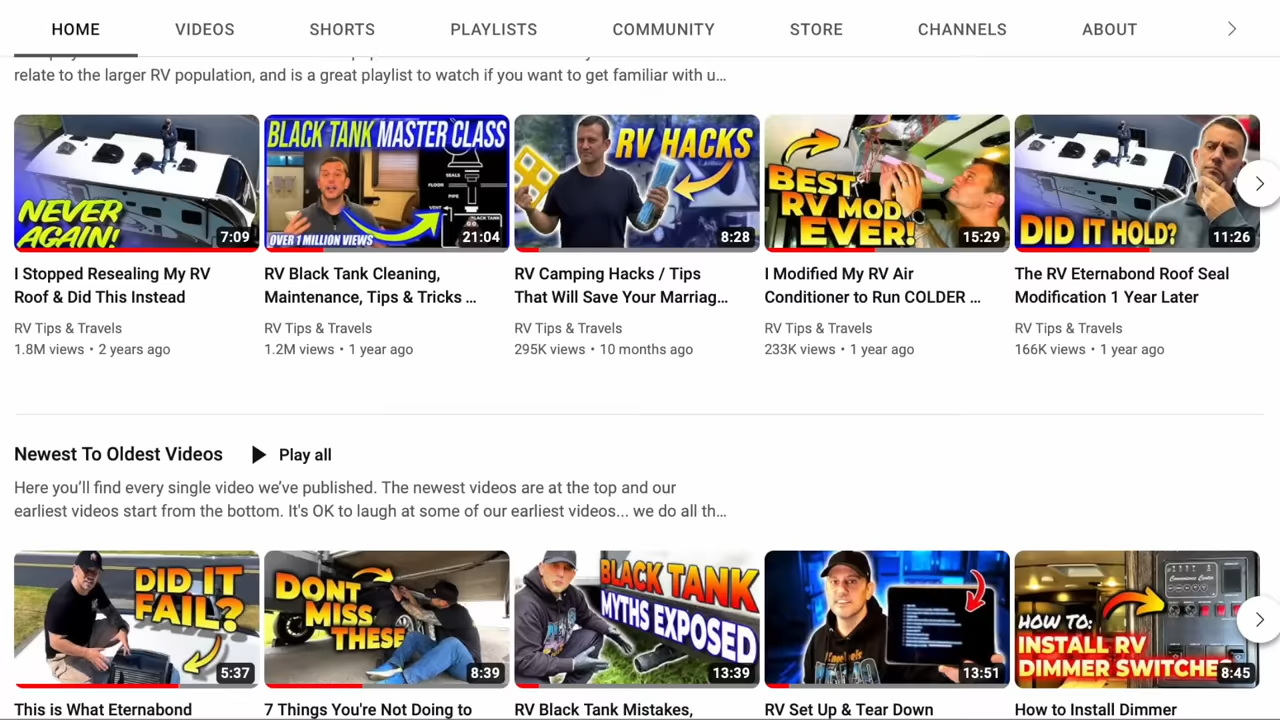 HOME VIDEOS SHORTS PLAYLISTS COMMUNITY STORE CHANNELS ABOUT
relate to the larger RV population, and is a great playlist to watch if you want to get familiar with u...
NEVER
AGAIN!
7:09
BLACK TANK MASTER CLASS
SEALS
FLOOR
PIPE
VENT
BLACK TANK
OVER 1 MILLION VIEWS
21:04
RV HACKS
8:28
BEST
RV MOD
EVER!
15:29
DID IT HOLD?
11:26
I Stopped Resealing My RV
Roof & Did This Instead
RV Tips & Travels
1.8M views • 2 years ago
RV Black Tank Cleaning,
Maintenance, Tips & Tricks ...
RV Tips & Travels
1.2M views • 1 year ago
RV Camping Hacks / Tips
That Will Save Your Marriag...
RV Tips & Travels
295K views • 10 months ago
I Modified My RV Air
Conditioner to Run COLDER ...
RV Tips & Travels
233K views • 1 year ago
The RV Eternabond Roof Seal
Modification 1 Year Later
RV Tips & Travels
166K views • 1 year ago
Newest To Oldest Videos Play all
Here you’ll find every single video we’ve published. The newest videos are at the top and our
earliest videos start from the bottom. It's OK to laugh at some of our earliest videos... we do all th...
DID IT
FAIL?
5:37
DONT
MISS
THESE
8:39
BLACK TANK
MYTHS EXPOSED
13:39
13:51
Convenience Center
HOW TO:
INSTALL RV
DIMMER SWITCHE
8:45
This is What Eternabond
7 Things You're Not Doing to
RV Black Tank Mistakes,
RV Set Up & Tear Down
How to Install Dimmer